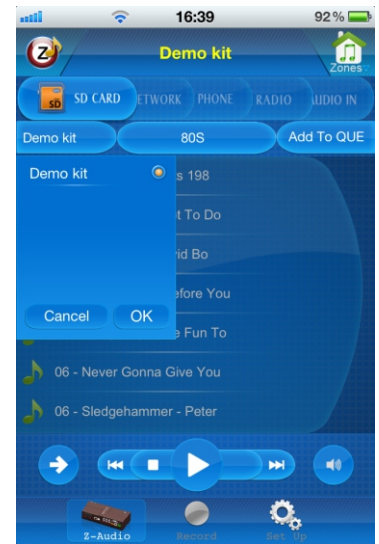 16:39 92%
Z Demo kit
Zones
SD SD CARD ETWORK PHONE RADIO UDIO IN
Demo kit 80S Add To QUE
Demo kit s 198
t To Do
rid Bo
efore You
Cancel OK e Fun To
06 - Never Gonna Give You
06 - Sledgehammer - Peter
Z-Audio Record Set Up